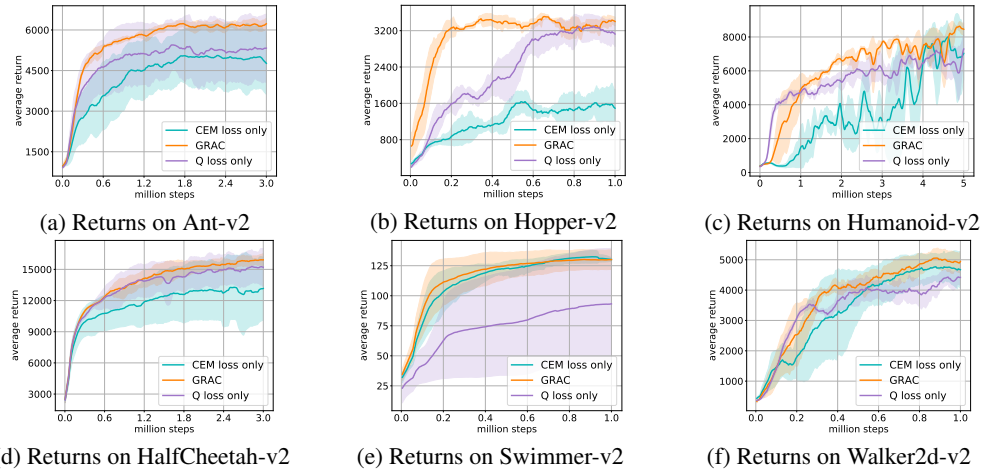 6000
4500
3000
1500
average return
CEM loss only
GRAC
Q loss only
0.0 0.6 1.2 1.8 2.4 3.0
million steps
(a) Returns on Ant-v2
3200
2400
1600
800
average return
CEM loss only
GRAC
Q loss only
0.0 0.2 0.4 0.6 0.8 1.0
million steps
(b) Returns on Hopper-v2
8000
6000
4000
2000
0
average return
CEM loss only
GRAC
Q loss only
0 1 2 3 4 5
million steps
(c) Returns on Humanoid-v2
15000
12000
9000
6000
3000
average return
CEM loss only
GRAC
Q loss only
0.0 0.6 1.2 1.8 2.4 3.0
million steps
d) Returns on HalfCheetah-v2
125
100
75
50
25
average return
CEM loss only
GRAC
Q loss only
0.0 0.2 0.4 0.6 0.8 1.0
million steps
(e) Returns on Swimmer-v2
5000
4000
3000
2000
1000
average return
CEM loss only
GRAC
Q loss only
0.0 0.2 0.4 0.6 0.8 1.0
million steps
(f) Returns on Walker2d-v2